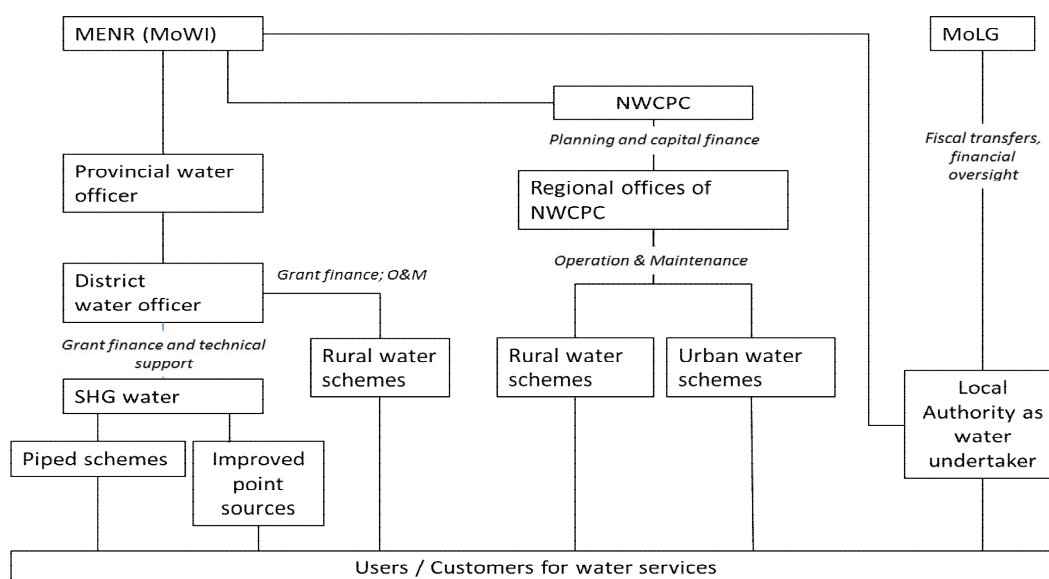 MENR (MoWI)
MoLG
NWCPC
Planning and capital finance
Fiscal transfers,
financial
oversight
Provincial water
officer
Regional offices of
NWCPC
District
water officer
Grant finance; O&M
Operation & Maintenance
Grant finance and technical
support
Rural water
schemes
Rural water
schemes
Urban water
schemes
SHG water
Local
Authority as
water
undertaker
Piped schemes
Improved
point
sources
Users / Customers for water services